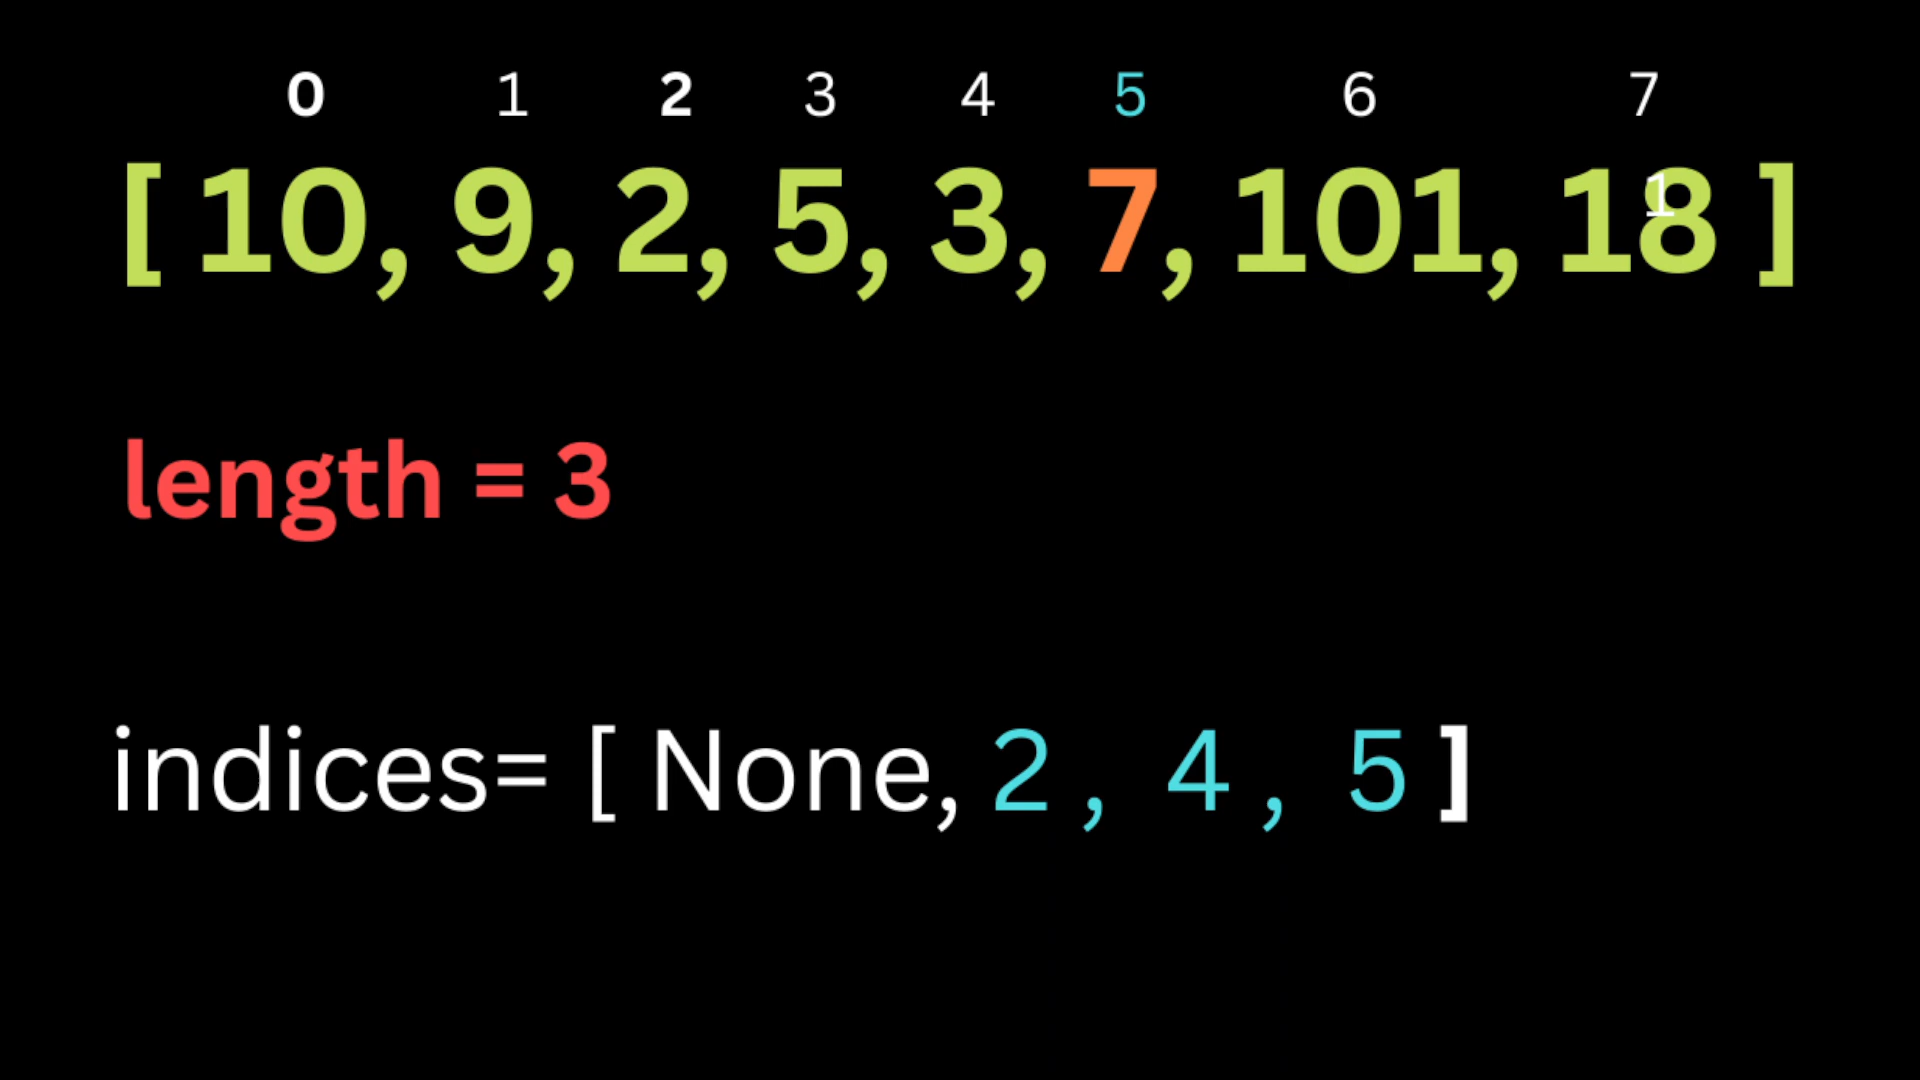 0 1 2 3 4 5 6 7
[ 10, 9, 2, 5, 3, 7, 101, 18 ]
1
length = 3
indices= [ None, 2 , 4 , 5 ]